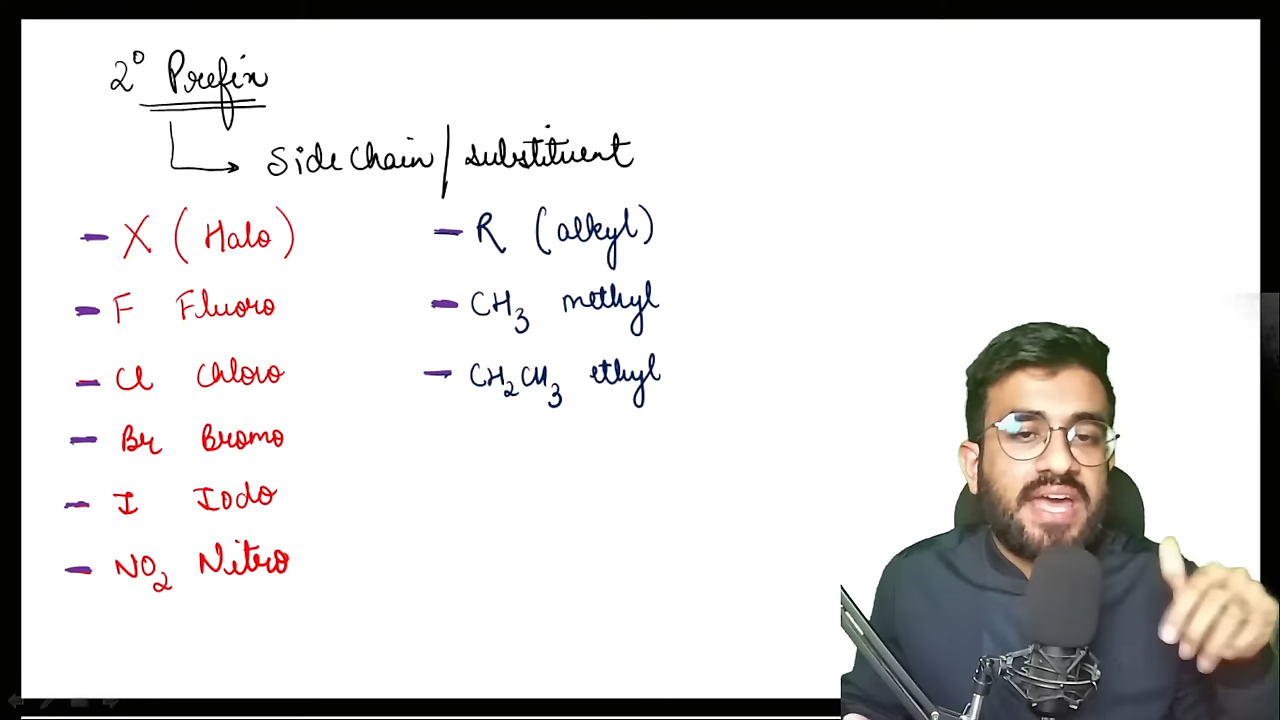 2° Prefix
side chain / substituent
- X (Halo)
- F Fluoro
- Cl Chloro
- Br Bromo
- I Iodo
- NO2 Nitro
- R (alkyl)
- CH3 methyl
- CH2CH3 ethyl